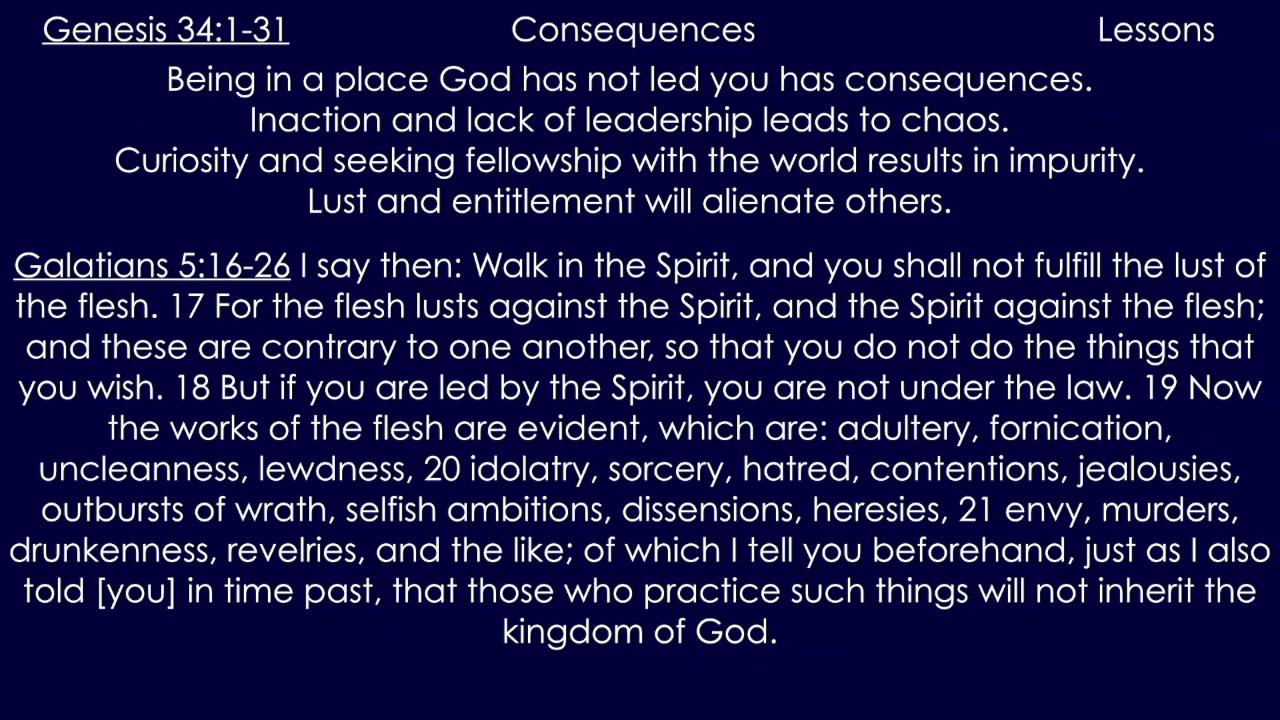 Genesis 34:1-31 Consequences Lessons
Being in a place God has not led you has consequences.
Inaction and lack of leadership leads to chaos.
Curiosity and seeking fellowship with the world results in impurity.
Lust and entitlement will alienate others.
Galatians 5:16-26 I say then: Walk in the Spirit, and you shall not fulfill the lust of
the flesh. 17 For the flesh lusts against the Spirit, and the Spirit against the flesh;
and these are contrary to one another, so that you do not do the things that
you wish. 18 But if you are led by the Spirit, you are not under the law. 19 Now
the works of the flesh are evident, which are: adultery, fornication,
uncleanness, lewdness, 20 idolatry, sorcery, hatred, contentions, jealousies,
outbursts of wrath, selfish ambitions, dissensions, heresies, 21 envy, murders,
drunkenness, revelries, and the like; of which I tell you beforehand, just as I also
told [you] in time past, that those who practice such things will not inherit the
kingdom of God.